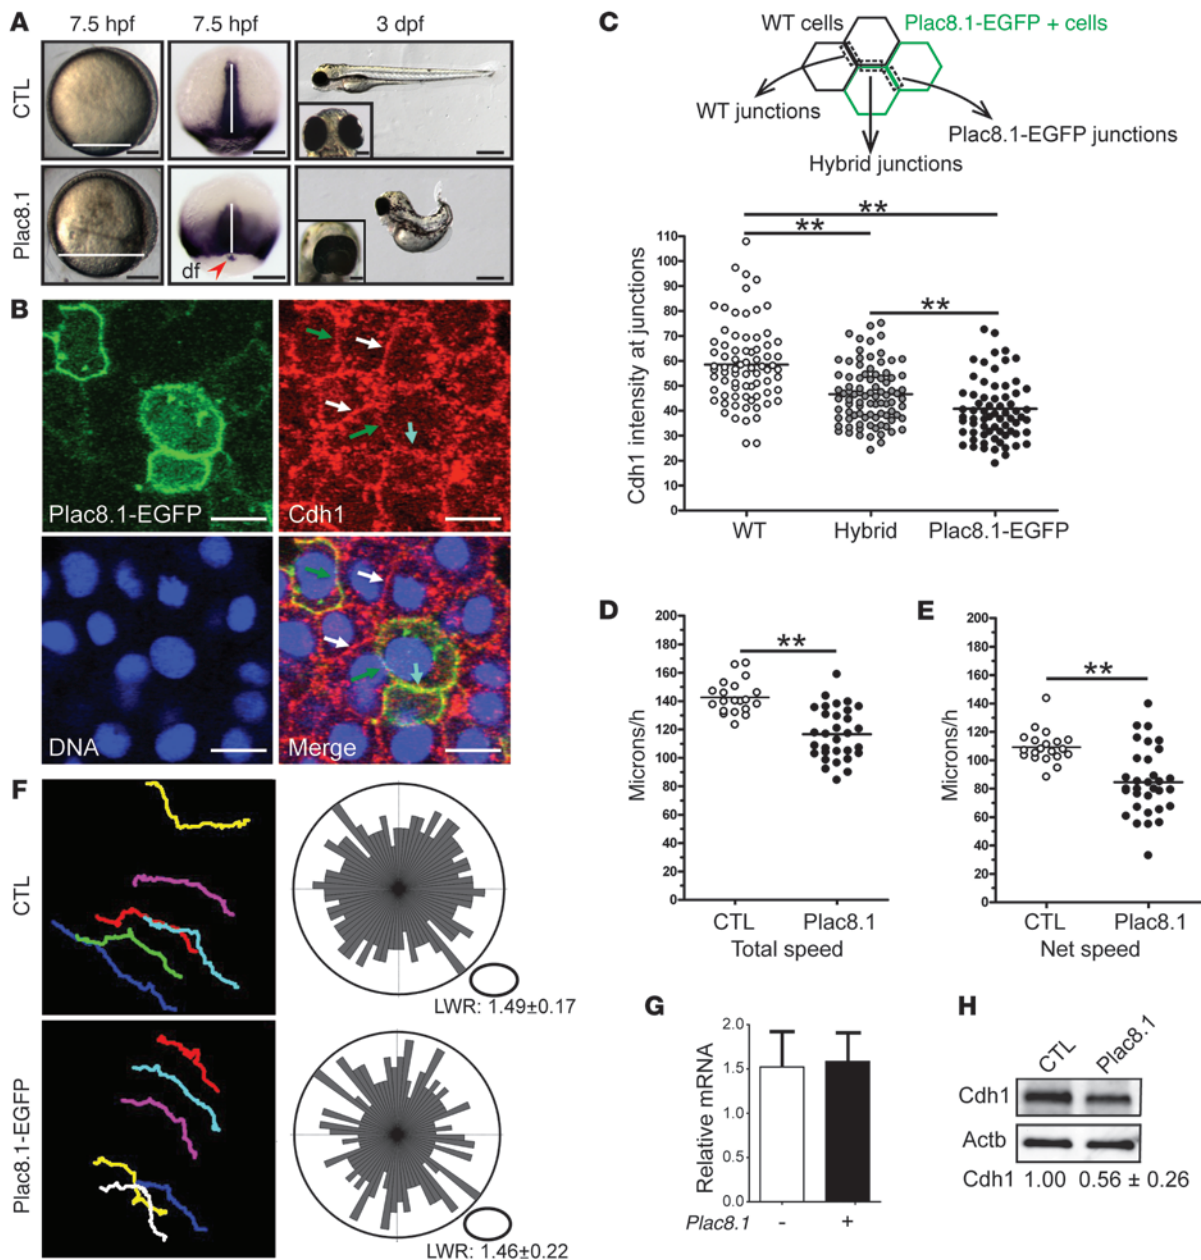 A
7.5 hpf
7.5 hpf
3 dpf
CTL
Plac8.1
df
B
Plac8.1-EGFP
Cdh1
DNA
Merge
C
WT cells
Plac8.1-EGFP + cells
WT junctions
Plac8.1-EGFP junctions
Hybrid junctions
**
**
**
Cdh1 intensity at junctions
110
100
90
80
70
60
50
40
30
20
10
0
WT
Hybrid
Plac8.1-EGFP
D
**
Microns/h
200
180
160
140
120
100
80
60
40
20
0
CTL
Plac8.1
Total speed
E
**
Microns/h
200
180
160
140
120
100
80
60
40
20
0
CTL
Plac8.1
Net speed
F
CTL
LWR: 1.49±0.17
Plac8.1-EGFP
LWR: 1.46±0.22
G
Relative mRNA
2.0
1.5
1.0
0.5
0.0
Plac8.1 - +
H
CTL
Plac8.1
Cdh1
Actb
Cdh1 1.00 0.56 ± 0.26